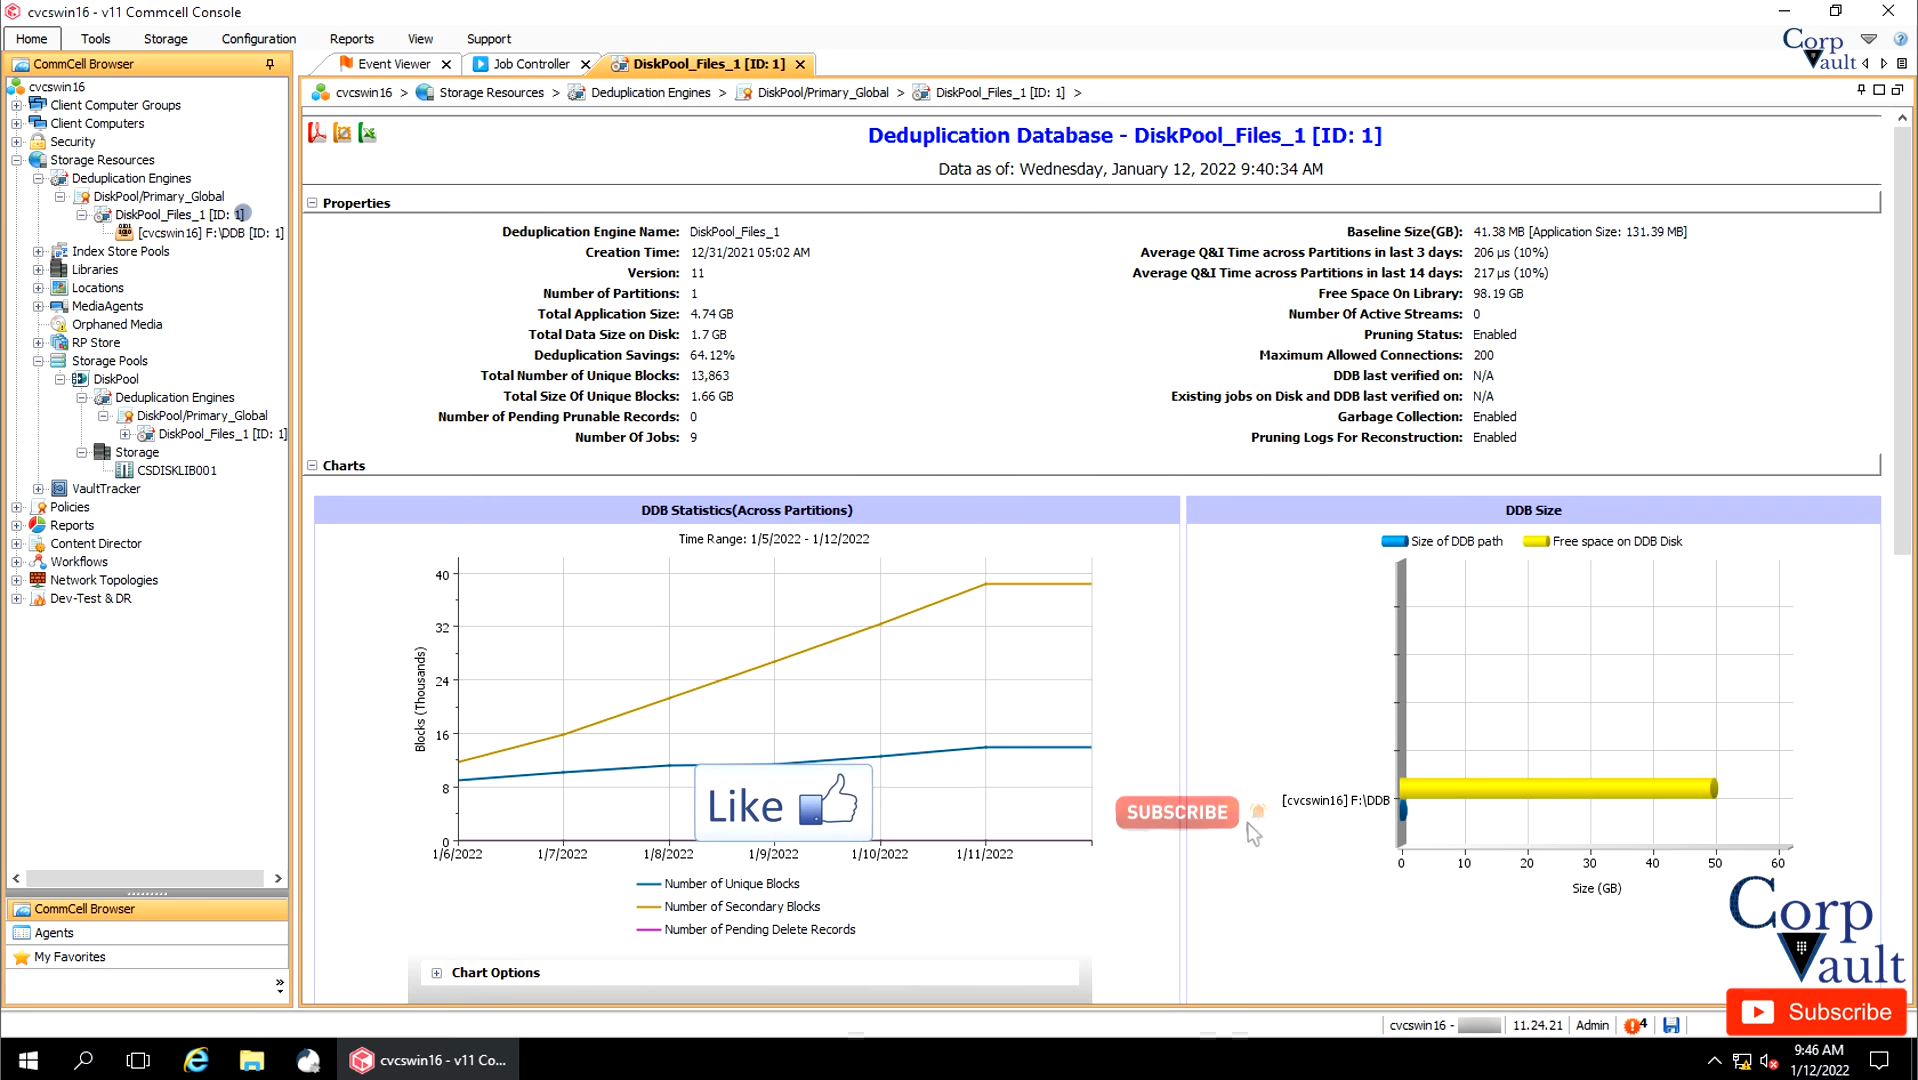 cvcswin16 - v11 Commcell Console
Home Tools Storage Configuration Reports View Support
Corp Vault
CommCell Browser
Event Viewer Job Controller DiskPool_Files_1 [ID: 1]
cvcswin16 > Storage Resources > Deduplication Engines > DiskPool/Primary_Global > DiskPool_Files_1 [ID: 1] >
cvcswin16
Client Computer Groups
Client Computers
Security
Storage Resources
Deduplication Engines
DiskPool/Primary_Global
DiskPool_Files_1 [ID: 1]
[cvcswin16] F:\DDB [ID: 1]
Index Store Pools
Libraries
Locations
MediaAgents
Orphaned Media
RP Store
Storage Pools
DiskPool
Deduplication Engines
DiskPool/Primary_Global
DiskPool_Files_1 [ID: 1]
Storage
CSDISKLIB001
VaultTracker
Policies
Reports
Content Director
Workflows
Network Topologies
Dev-Test & DR
CommCell Browser
Agents
My Favorites
Deduplication Database - DiskPool_Files_1 [ID: 1]
Data as of: Wednesday, January 12, 2022 9:40:34 AM
Properties
Deduplication Engine Name: DiskPool_Files_1
Creation Time: 12/31/2021 05:02 AM
Version: 11
Number of Partitions: 1
Total Application Size: 4.74 GB
Total Data Size on Disk: 1.7 GB
Deduplication Savings: 64.12%
Total Number of Unique Blocks: 13,863
Total Size Of Unique Blocks: 1.66 GB
Number of Pending Prunable Records: 0
Number Of Jobs: 9
Baseline Size(GB): 41.38 MB [Application Size: 131.39 MB]
Average Q&I Time across Partitions in last 3 days: 206 µs (10%)
Average Q&I Time across Partitions in last 14 days: 217 µs (10%)
Free Space On Library: 98.19 GB
Number Of Active Streams: 0
Pruning Status: Enabled
Maximum Allowed Connections: 200
DDB last verified on: N/A
Existing jobs on Disk and DDB last verified on: N/A
Garbage Collection: Enabled
Pruning Logs For Reconstruction: Enabled
Charts
DDB Statistics(Across Partitions)
Time Range: 1/5/2022 - 1/12/2022
Blocks (Thousands)
40
32
24
16
8
0
1/6/2022 1/7/2022 1/8/2022 1/9/2022 1/10/2022 1/11/2022
Like
Number of Unique Blocks
Number of Secondary Blocks
Number of Pending Delete Records
Chart Options
DDB Size
Size of DDB path Free space on DDB Disk
SUBSCRIBE
[cvcswin16] F:\DDB
0 10 20 30 40 50 60
Size (GB)
Corp Vault
Subscribe
cvcswin16 - 11.24.21 Admin 4
cvcswin16 - v11 Co...
9:46 AM
1/12/2022